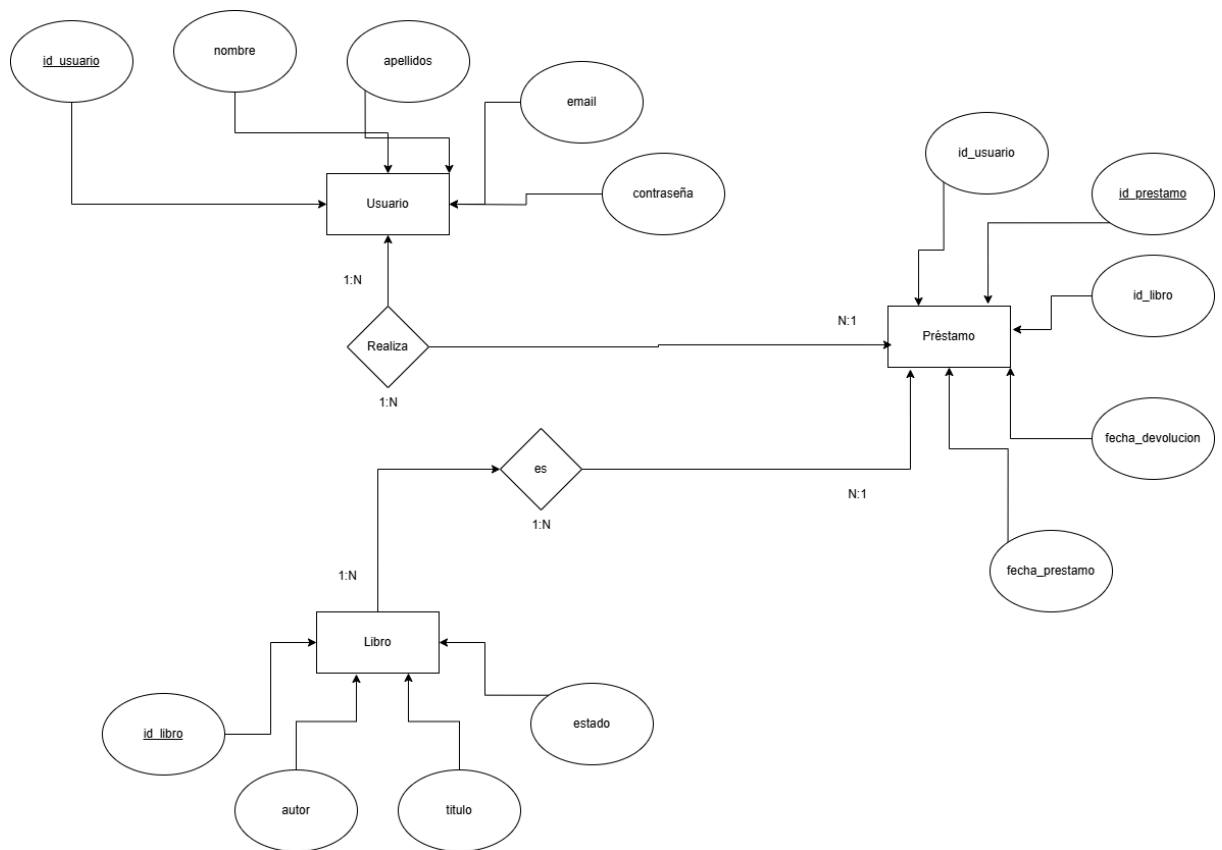 nombre
id_usuario
apellidos
email
id_usuario
contraseña
id_prestamo
Usuario
1:N
id_libro
N:1
Préstamo
Realiza
1:N
fecha_devolucion
es
N:1
1:N
fecha_prestamo
1:N
Libro
estado
id_libro
autor
titulo